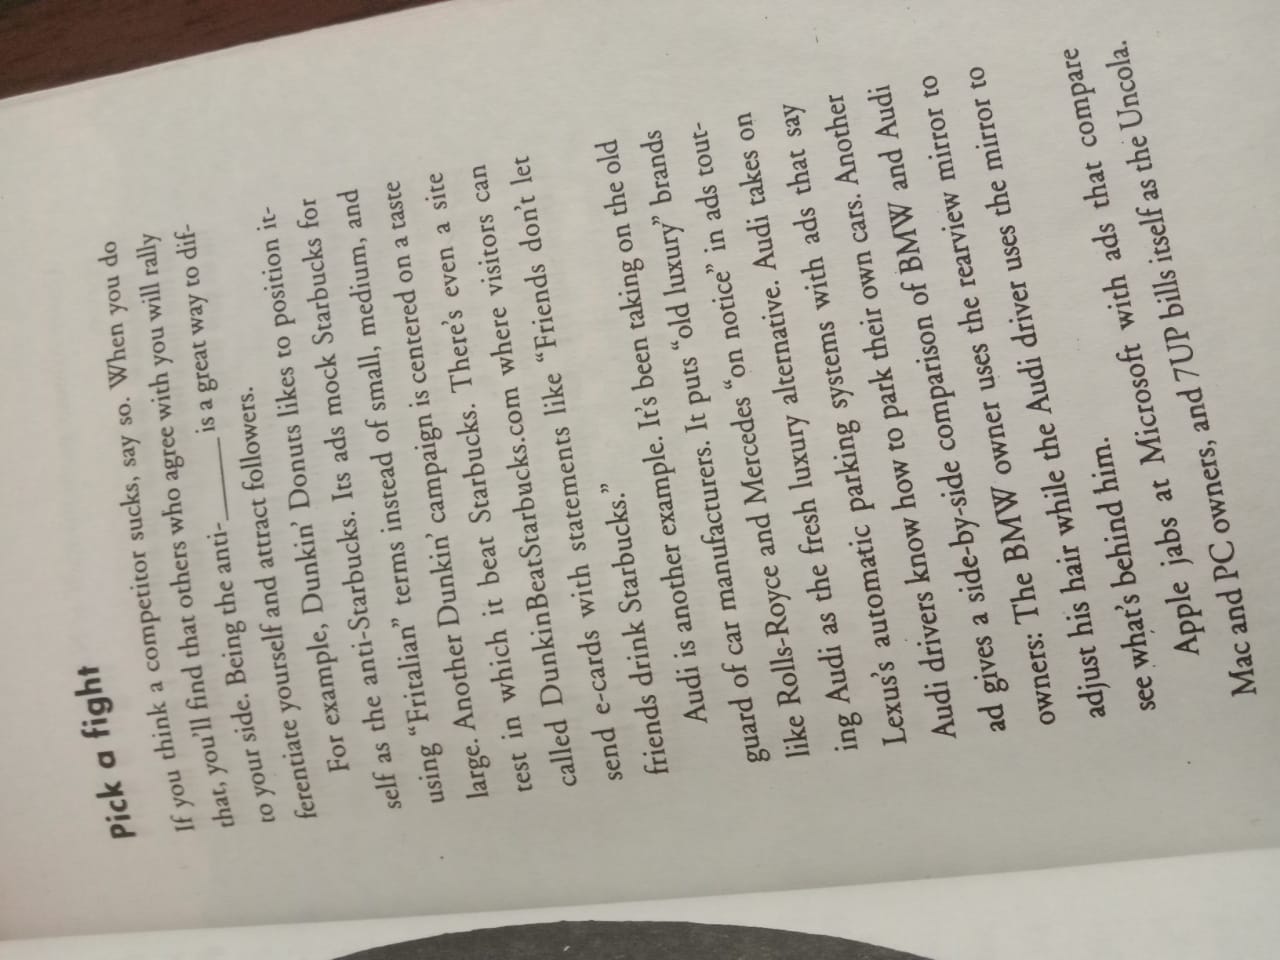 Pick a fight
If you think a competitor sucks, say so. When you do
that, you'll find that others who agree with you will rally
to your side. Being the anti-______ is a great way to dif-
ferentiate yourself and attract followers.
For example, Dunkin' Donuts likes to position it-
self as the anti-Starbucks. Its ads mock Starbucks for
using “Fritalian” terms instead of small, medium, and
large. Another Dunkin' campaign is centered on a taste
test in which it beat Starbucks. There's even a site
called DunkinBeatStarbucks.com where visitors can
send e-cards with statements like “Friends don't let
friends drink Starbucks.”
Audi is another example. It's been taking on the old
guard of car manufacturers. It puts “old luxury” brands
like Rolls-Royce and Mercedes “on notice” in ads tout-
ing Audi as the fresh luxury alternative. Audi takes on
Lexus's automatic parking systems with ads that say
Audi drivers know how to park their own cars. Another
ad gives a side-by-side comparison of BMW and Audi
owners: The BMW owner uses the rearview mirror to
adjust his hair while the Audi driver uses the mirror to
see what's behind him.
Apple jabs at Microsoft with ads that compare
Mac and PC owners, and 7UP bills itself as the Uncola.